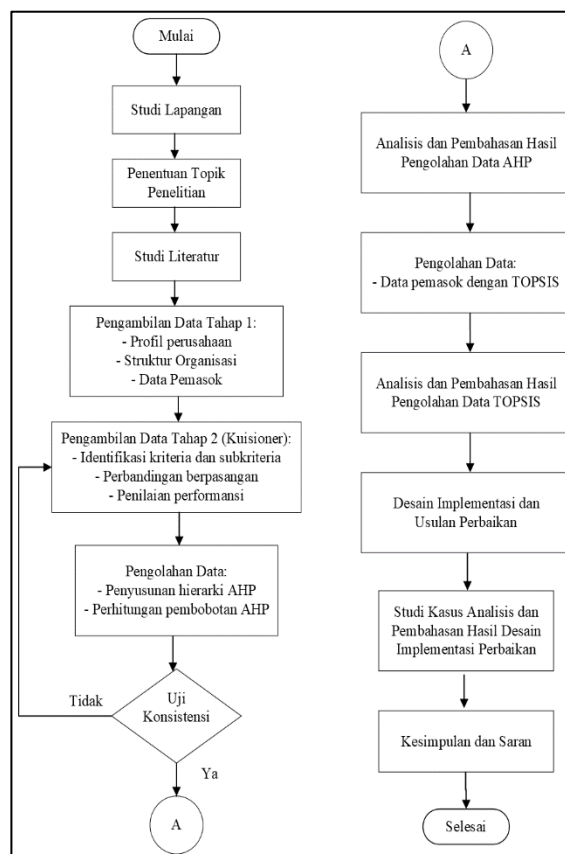 Mulai
Studi Lapangan
Penentuan Topik
Penelitian
Studi Literatur
Pengambilan Data Tahap 1:
- Profil perusahaan
- Struktur Organisasi
- Data Pemasok
Pengambilan Data Tahap 2 (Kuisioner):
- Identifikasi kriteria dan subkriteria
- Perbandingan berpasangan
- Penilaian performansi
Pengolahan Data:
- Penyusunan hierarki AHP
- Perhitungan pembobotan AHP
Uji
Konsistensi
Tidak
Ya
A
A
Analisis dan Pembahasan Hasil
Pengolahan Data AHP
Pengolahan Data:
- Data pemasok dengan TOPSIS
Analisis dan Pembahasan Hasil
Pengolahan Data TOPSIS
Desain Implementasi dan
Usulan Perbaikan
Studi Kasus Analisis dan
Pembahasan Hasil Desain
Implementasi Perbaikan
Kesimpulan dan Saran
Selesai